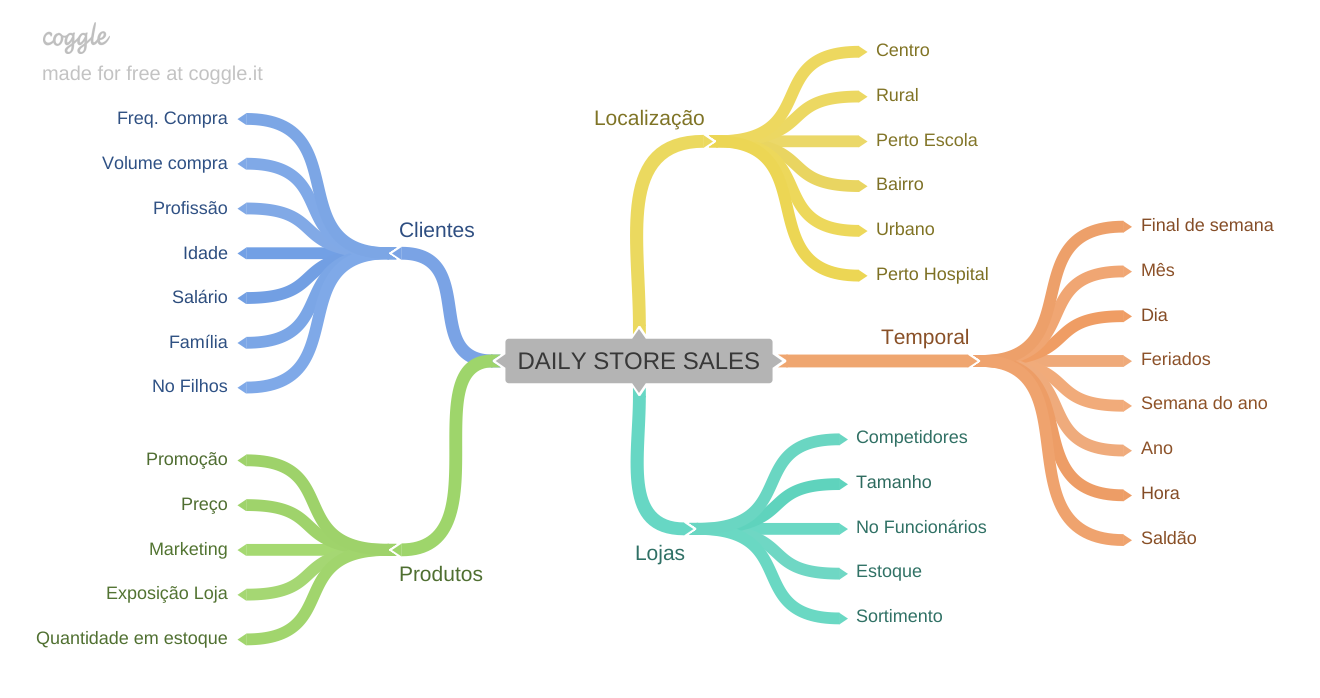 coggle
made for free at coggle.it
DAILY STORE SALES
Clientes
Freq. Compra
Volume compra
Profissão
Idade
Salário
Família
No Filhos
Produtos
Promoção
Preço
Marketing
Exposição Loja
Quantidade em estoque
Localização
Centro
Rural
Perto Escola
Bairro
Urbano
Perto Hospital
Temporal
Final de semana
Mês
Dia
Feriados
Semana do ano
Ano
Hora
Saldão
Lojas
Competidores
Tamanho
No Funcionários
Estoque
Sortimento